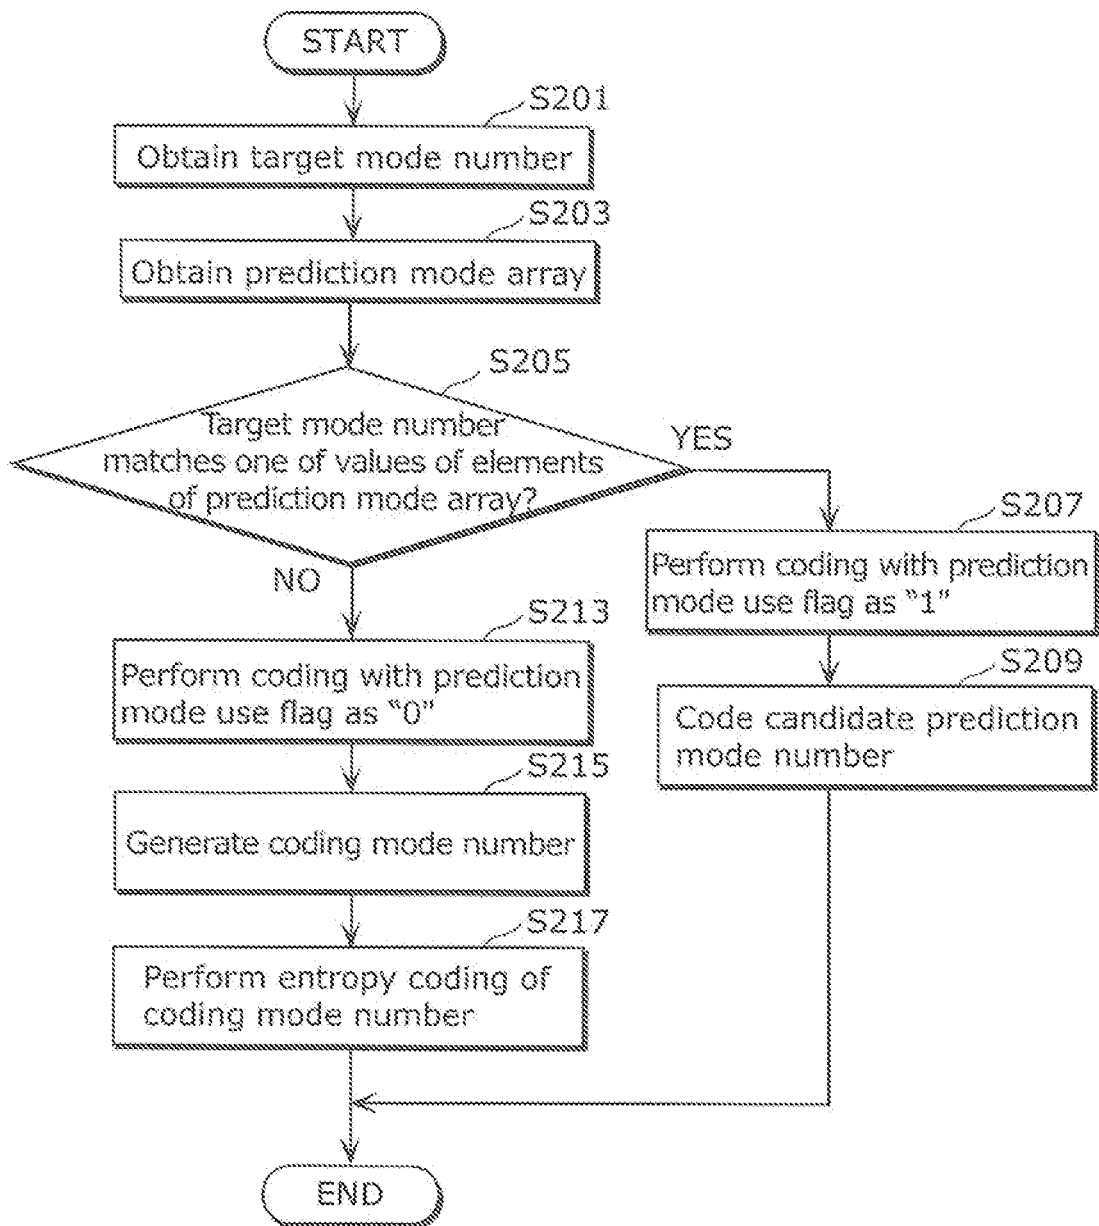 START
S201
Obtain target mode number
S203
Obtain prediction mode array
S205
Target mode number
matches one of values of elements
of prediction mode array?
YES
NO
S207
Perform coding with prediction
mode use flag as “1”
S209
Code candidate prediction
mode number
S213
Perform coding with prediction
mode use flag as “0”
S215
Generate coding mode number
S217
Perform entropy coding of
coding mode number
END